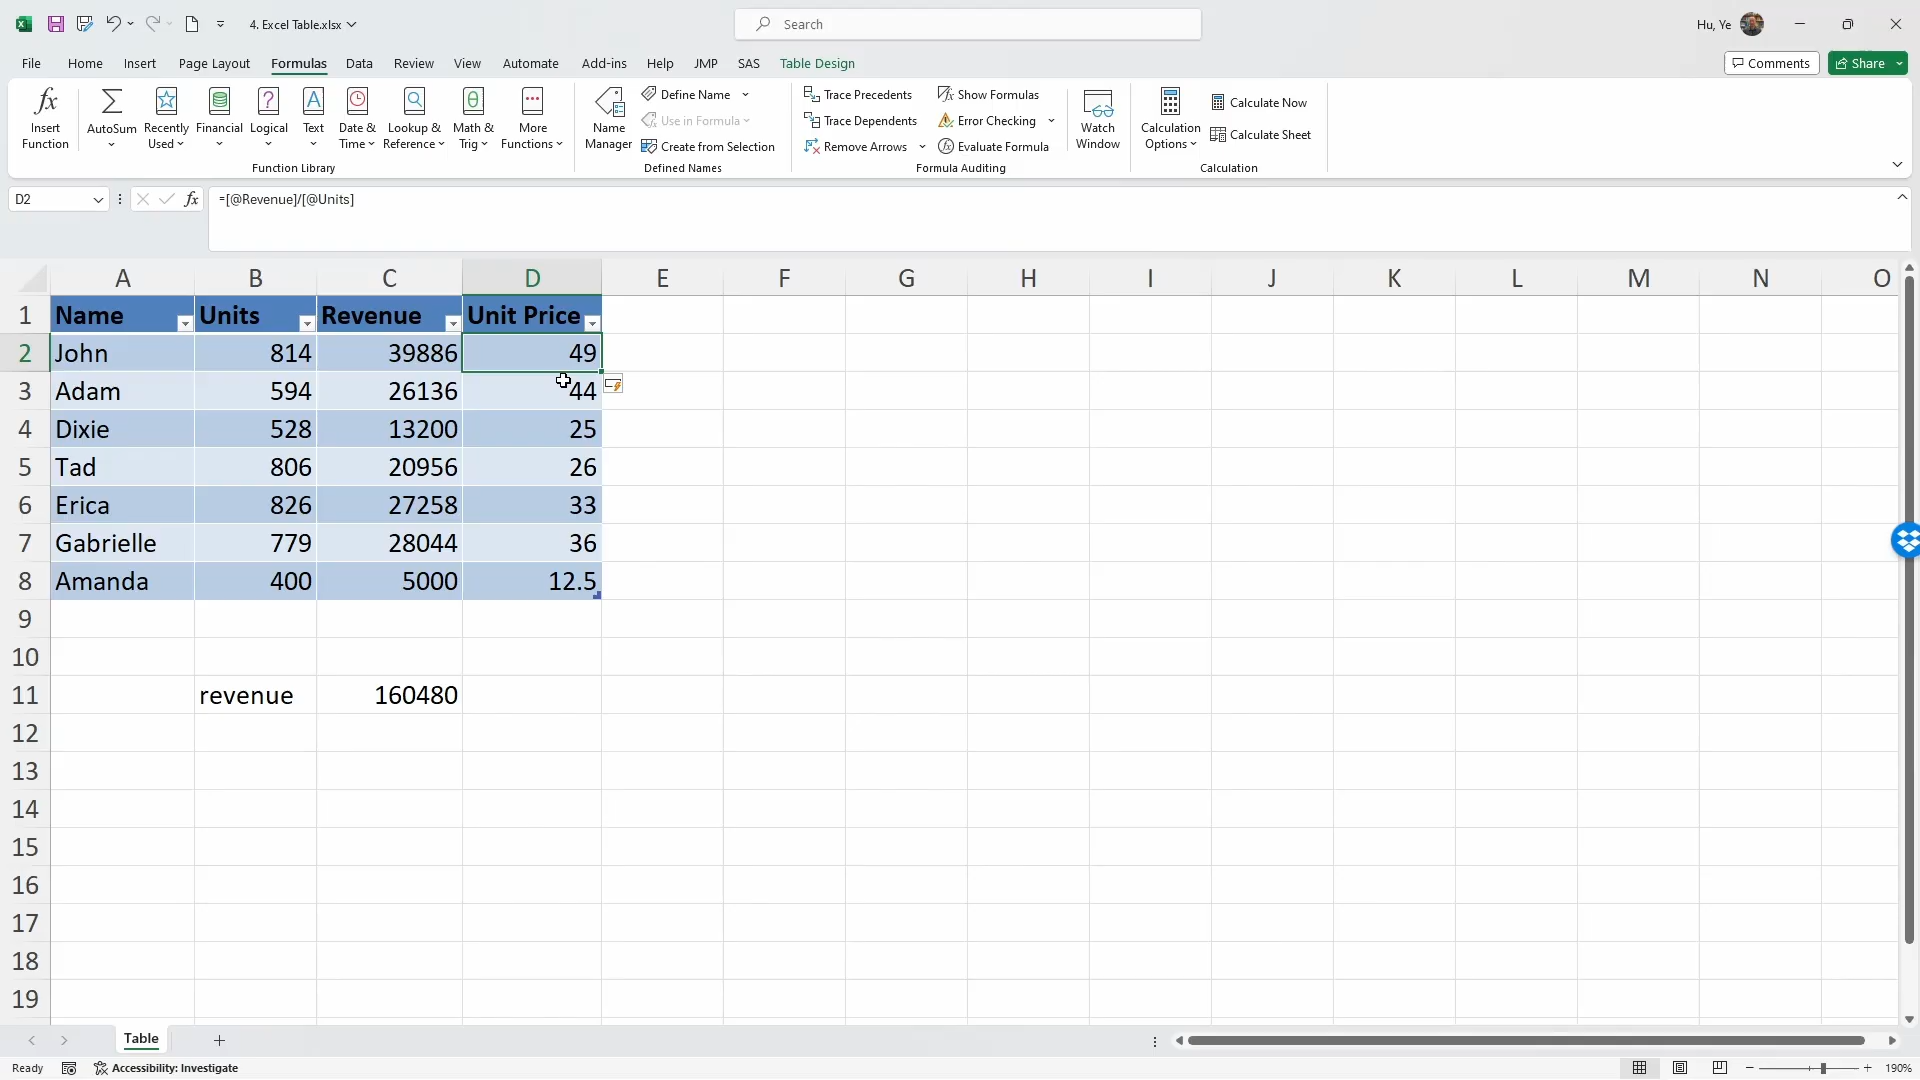 4. Excel Table.xlsx
Search
Hu, Ye
File Home Insert Page Layout Formulas Data Review View Automate Add-ins Help JMP SAS Table Design
Comments Share
Insert Function
AutoSum
Recently Used
Financial
Logical
Text
Date & Time
Lookup & Reference
Math & Trig
More Functions
Function Library
Name Manager
Define Name
Use in Formula
Create from Selection
Defined Names
Trace Precedents
Trace Dependents
Remove Arrows
Show Formulas
Error Checking
Evaluate Formula
Formula Auditing
Watch Window
Calculation Options
Calculate Now
Calculate Sheet
Calculation
D2 fx =[@Revenue]/[@Units]
A B C D E F G H I J K L M N O
1 Name Units Revenue Unit Price
2 John 814 39886 49
3 Adam 594 26136 44
4 Dixie 528 13200 25
5 Tad 806 20956 26
6 Erica 826 27258 33
7 Gabrielle 779 28044 36
8 Amanda 400 5000 12.5
9
10
11 revenue 160480
12
13
14
15
16
17
18
19
Table
Ready Accessibility: Investigate 190%